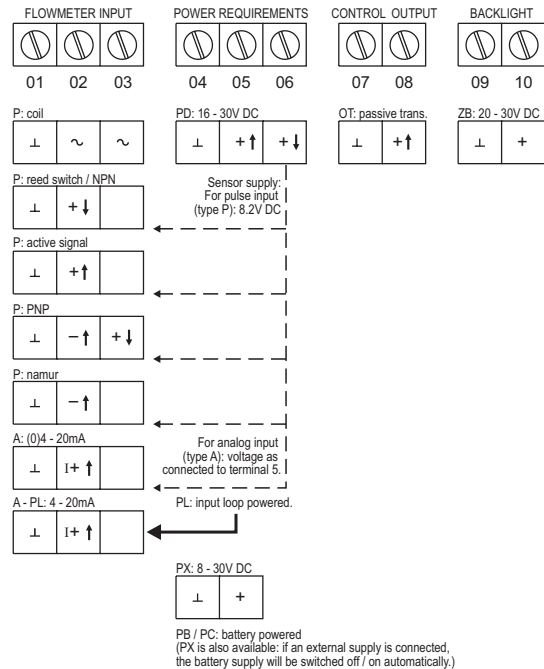 FLOWMETER INPUT POWER REQUIREMENTS CONTROL OUTPUT BACKLIGHT
01 02 03 04 05 06 07 08 09 10
P: coil
⊥ ~ ~
PD: 16 - 30V DC
⊥ +↑ +↓
OT: passive trans.
⊥ +↑
ZB: 20 - 30V DC
⊥ +
P: reed switch / NPN
⊥ +↓
Sensor supply:
For pulse input
(type P): 8.2V DC
P: active signal
⊥ +↑
P: PNP
⊥ –↑ +↓
P: namur
⊥ –↑
A: (0)4 - 20mA
⊥ I+ ↑
For analog input
(type A): voltage as
connected to terminal 5.
A - PL: 4 - 20mA
⊥ I+ ↑
PL: input loop powered.
PX: 8 - 30V DC
⊥ +
PB / PC: battery powered
(PX is also available: if an external supply is connected,
the battery supply will be switched off / on automatically.)